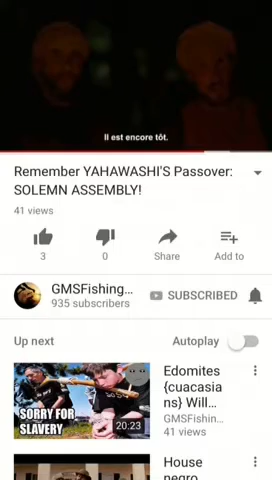 Il est encore tôt.
Remember YAHAWASHI'S Passover:
SOLEMN ASSEMBLY!
41 views
3
0
Share
Add to
GMSFishing...
935 subscribers
SUBSCRIBED
Up next
Autoplay
SORRY FOR
SLAVERY
20:23
Edomites
{cuacasia
ns} Will...
GMSFishin...
41 views
House
negro